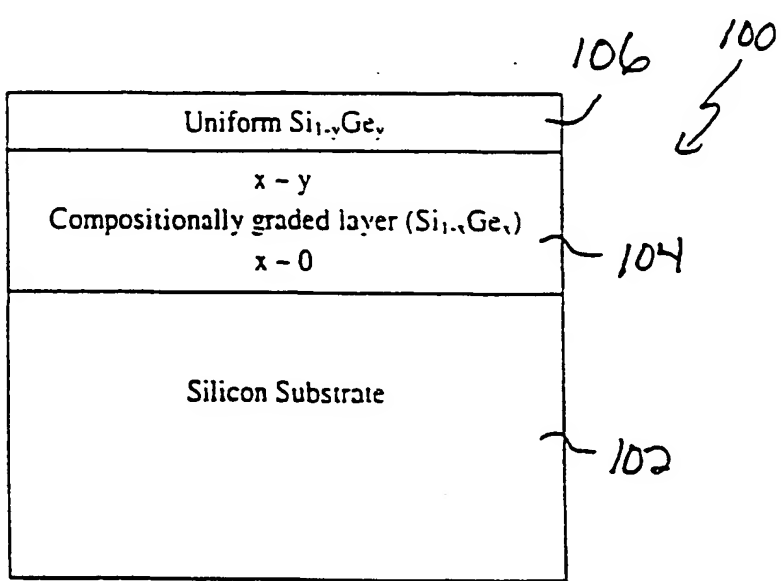 106
100
Uniform Si₁₋yGey
x ~ y
Compositionally graded layer (Si₁₋ₓGeₓ)
104
x ~ 0
Silicon Substrate
102